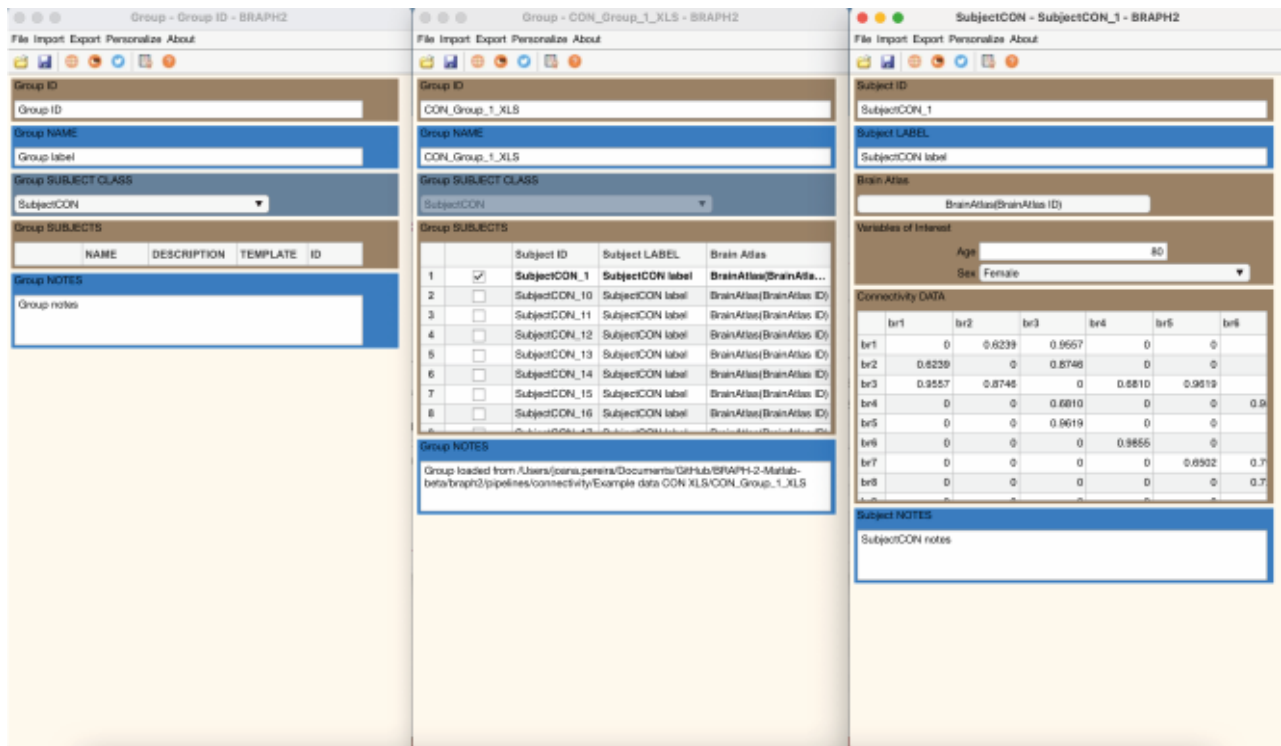 Group - Group ID - BRAPH2
File Import Export Personalize About
Group ID
Group ID
Group NAME
Group label
Group SUBJECT CLASS
SubjectCON
Group SUBJECTS
NAME DESCRIPTION TEMPLATE ID
Group NOTES
Group notes
Group - CON_Group_1_XLS - BRAPH2
File Import Export Personalize About
Group ID
CON_Group_1_XLS
Group NAME
CON_Group_1_XLS
Group SUBJECT CLASS
SubjectCON
Group SUBJECTS
Subject ID Subject LABEL Brain Atlas
1 SubjectCON_1 SubjectCON label BrainAtlas(BrainAtla...
2 SubjectCON_10 SubjectCON label BrainAtlas(BrainAtlas ID)
3 SubjectCON_11 SubjectCON label BrainAtlas(BrainAtlas ID)
4 SubjectCON_12 SubjectCON label BrainAtlas(BrainAtlas ID)
5 SubjectCON_13 SubjectCON label BrainAtlas(BrainAtlas ID)
6 SubjectCON_14 SubjectCON label BrainAtlas(BrainAtlas ID)
7 SubjectCON_15 SubjectCON label BrainAtlas(BrainAtlas ID)
8 SubjectCON_16 SubjectCON label BrainAtlas(BrainAtlas ID)
Group NOTES
Group loaded from /Users/joana.pereira/Documents/GitHub/BRAPH-2-Matlab-
beta/braph2/pipelines/connectivity/Example data CON XLS/CON_Group_1_XLS
SubjectCON - SubjectCON_1 - BRAPH2
File Import Export Personalize About
Subject ID
SubjectCON_1
Subject LABEL
SubjectCON label
Brain Atlas
BrainAtlas(BrainAtlas ID)
Variables of Interest
Age 80
Sex Female
Connectivity DATA
br1 br2 br3 br4 br5 br6
br1 0 0.6239 0.9557 0 0
br2 0.6239 0 0.8746 0 0
br3 0.9557 0.8746 0 0.6810 0.9619
br4 0 0 0.6810 0 0 0.9
br5 0 0 0.9619 0 0
br6 0 0 0 0.9855 0
br7 0 0 0 0 0.6502 0.7
br8 0 0 0 0 0 0.7
Subject NOTES
SubjectCON notes